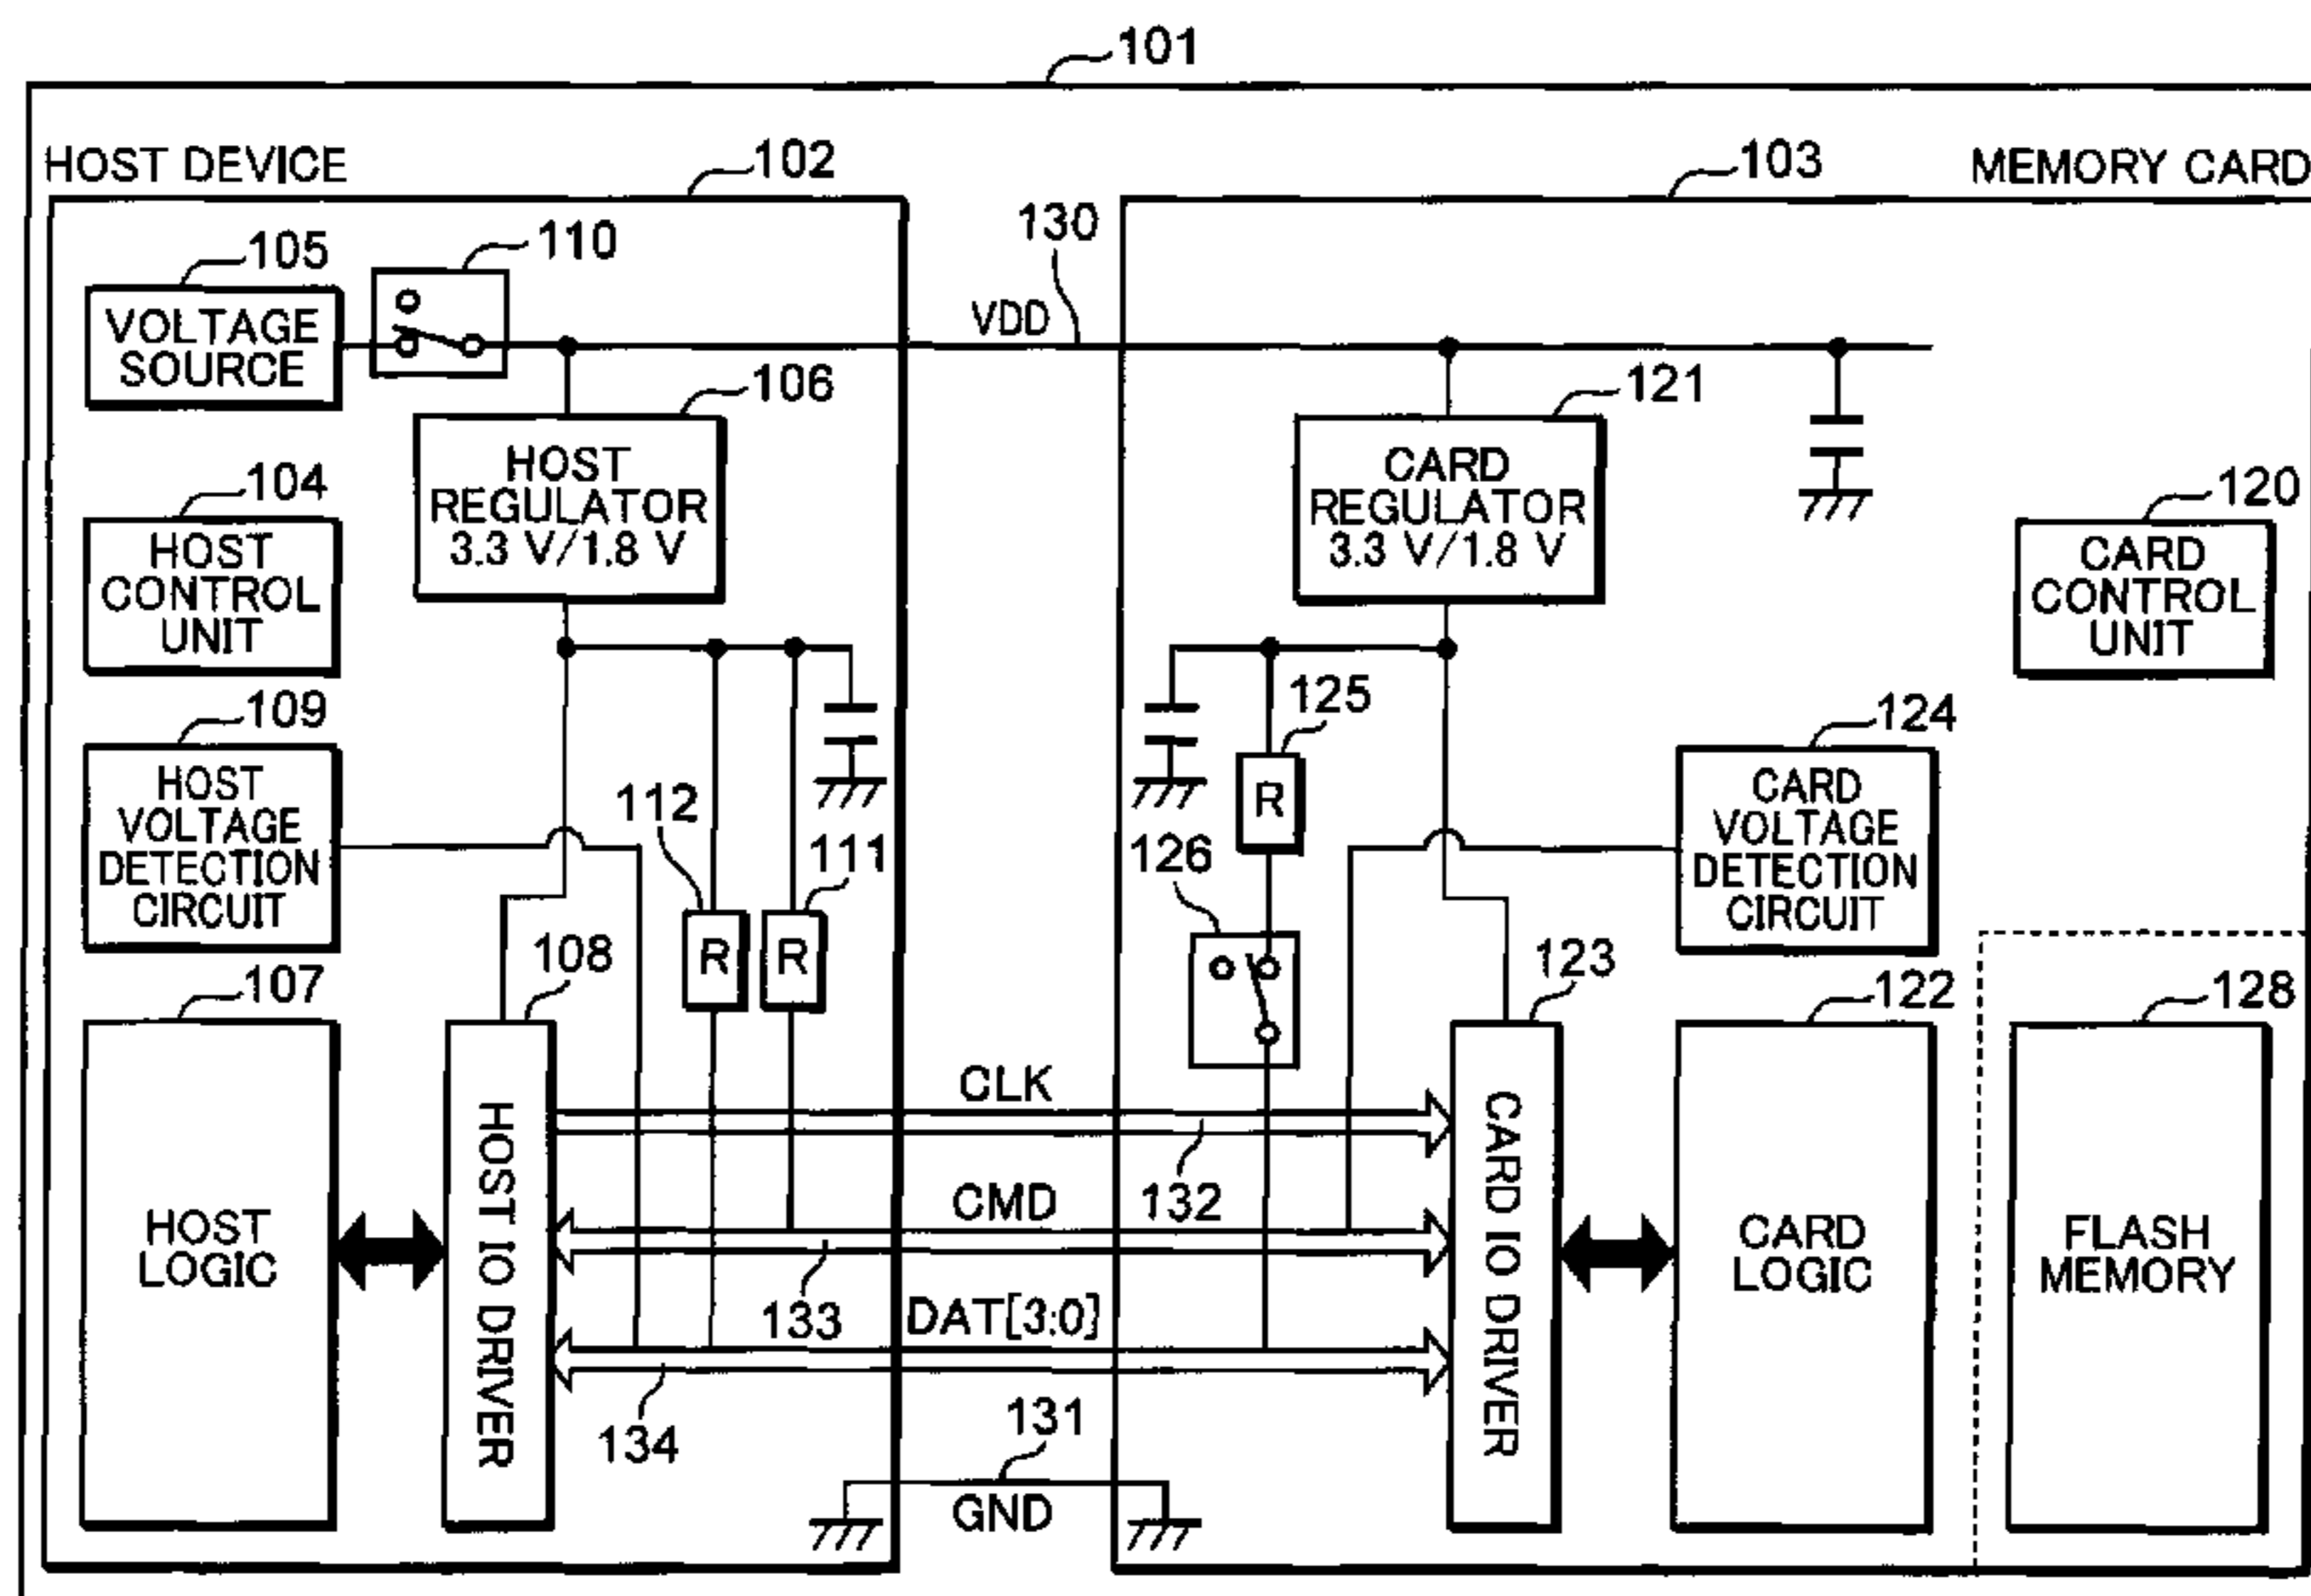 101
HOST DEVICE
102
103
MEMORY CARD
105
110
130
VOLTAGE
SOURCE
VDD
106
121
HOST
REGULATOR
3.3 V/1.8 V
CARD
REGULATOR
3.3 V/1.8 V
104
HOST
CONTROL
UNIT
120
CARD
CONTROL
UNIT
109
HOST
VOLTAGE
DETECTION
CIRCUIT
112
111
R
R
125
R
126
124
CARD
VOLTAGE
DETECTION
CIRCUIT
107
HOST
LOGIC
108
HOST IO DRIVER
CLK
132
CMD
133
DAT[3:0]
134
131
GND
123
CARD IO DRIVER
122
CARD
LOGIC
128
FLASH
MEMORY